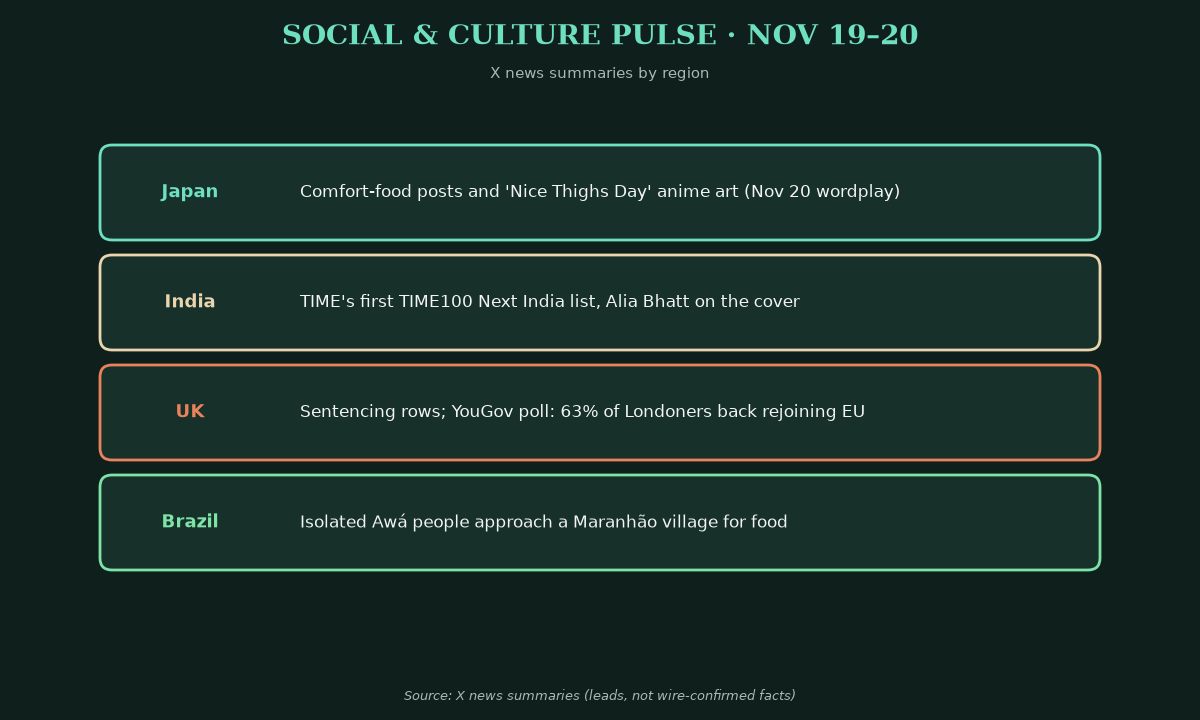 SOCIAL & CULTURE PULSE · NOV 19–20
X news summaries by region
Japan
Comfort-food posts and 'Nice Thighs Day' anime art (Nov 20 wordplay)
India
TIME's first TIME100 Next India list, Alia Bhatt on the cover
UK
Sentencing rows; YouGov poll: 63% of Londoners back rejoining EU
Brazil
Isolated Awá people approach a Maranhão village for food
Source: X news summaries (leads, not wire-confirmed facts)